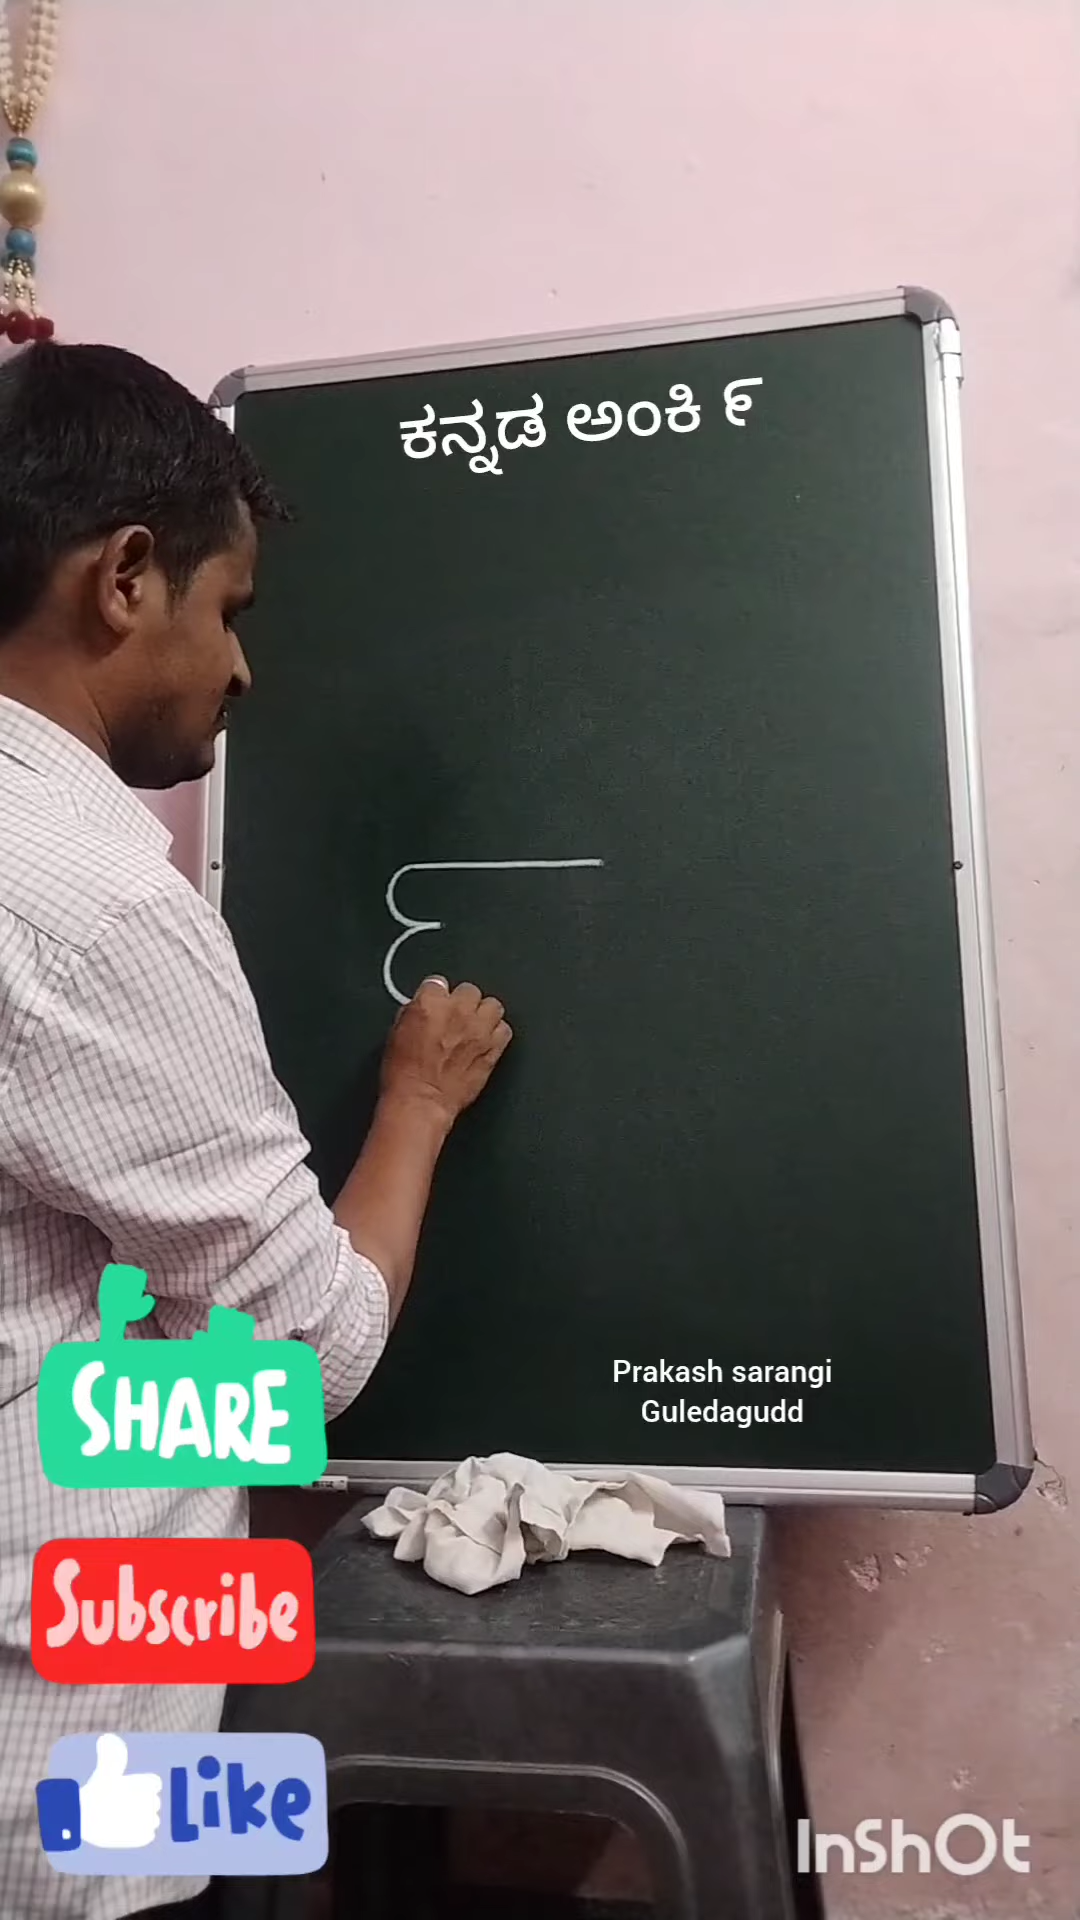 ಕನ್ನಡ ಅಂಕಿ ೯
Prakash sarangi
Guledagudd
SHARE
Subscribe
Like
InShOt